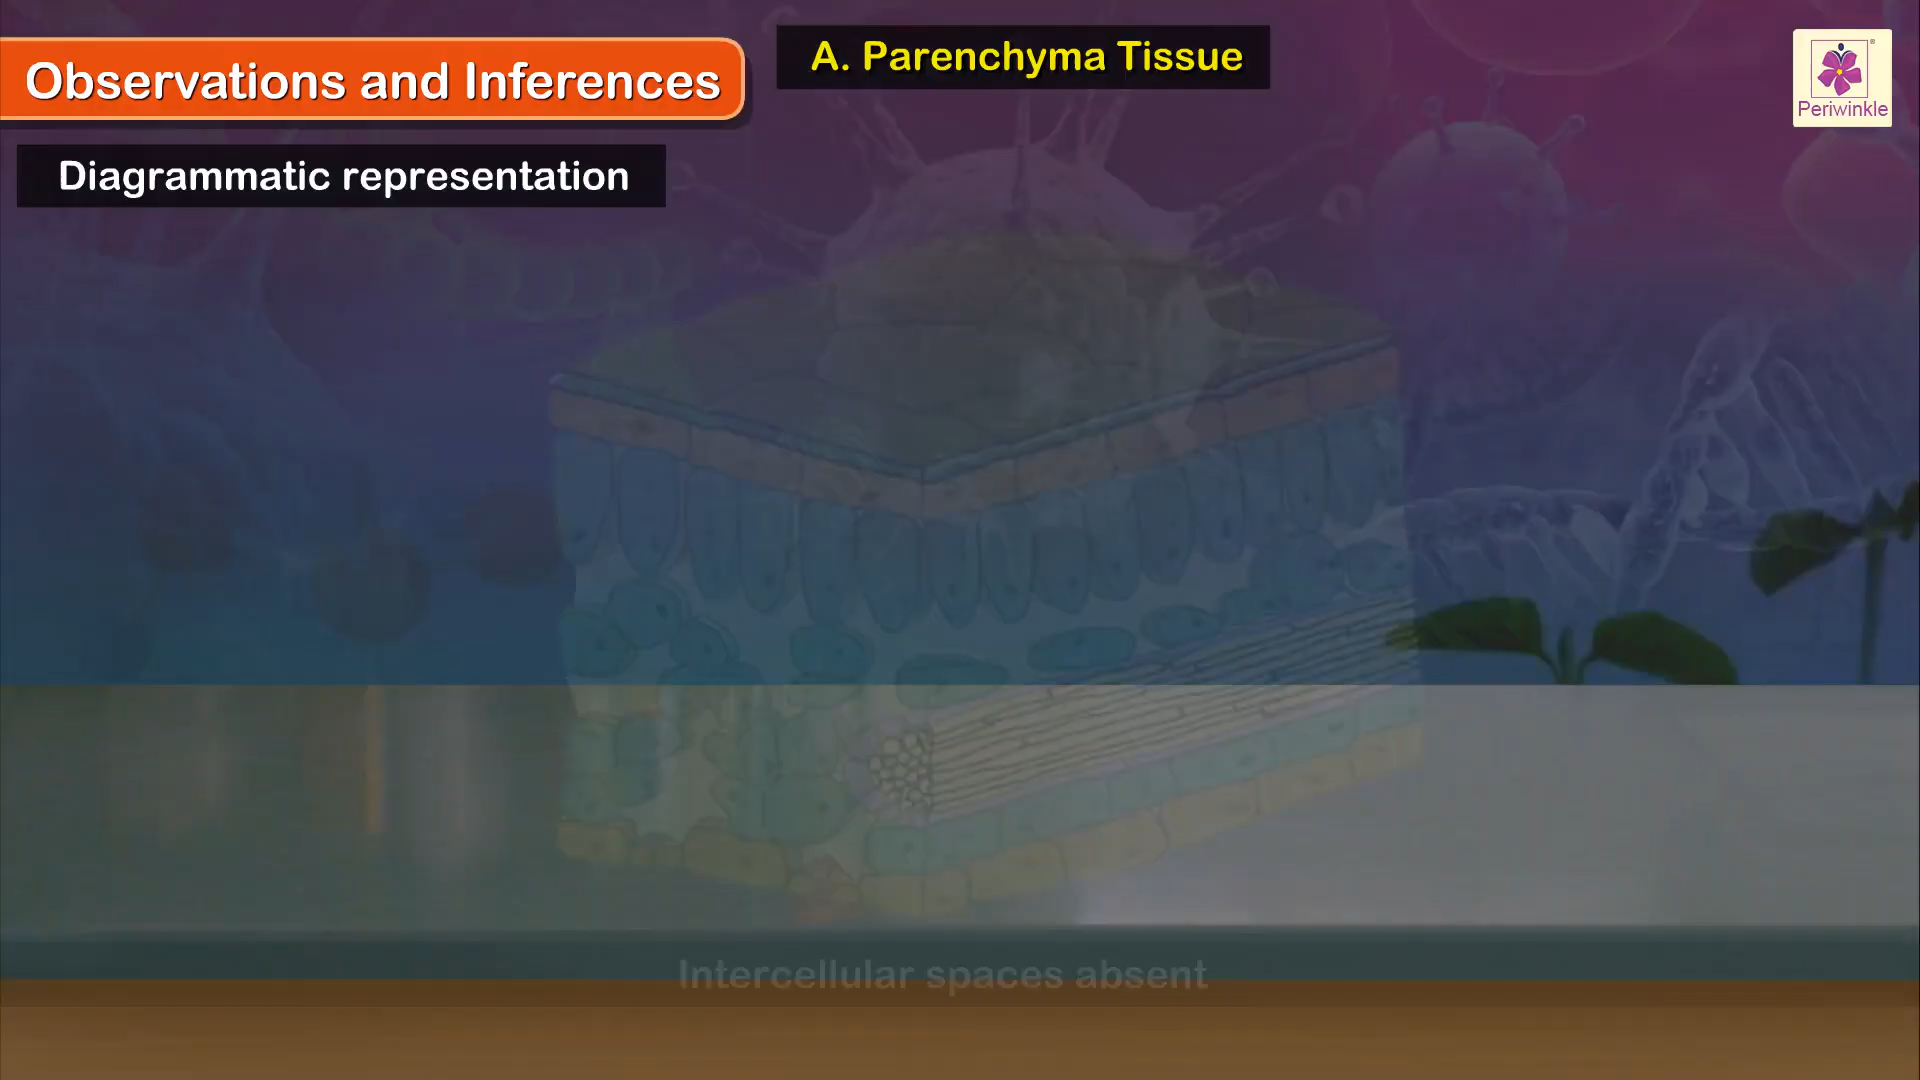 A. Parenchyma Tissue
Observations and Inferences
Periwinkle
Diagrammatic representation
Intercellular spaces absent